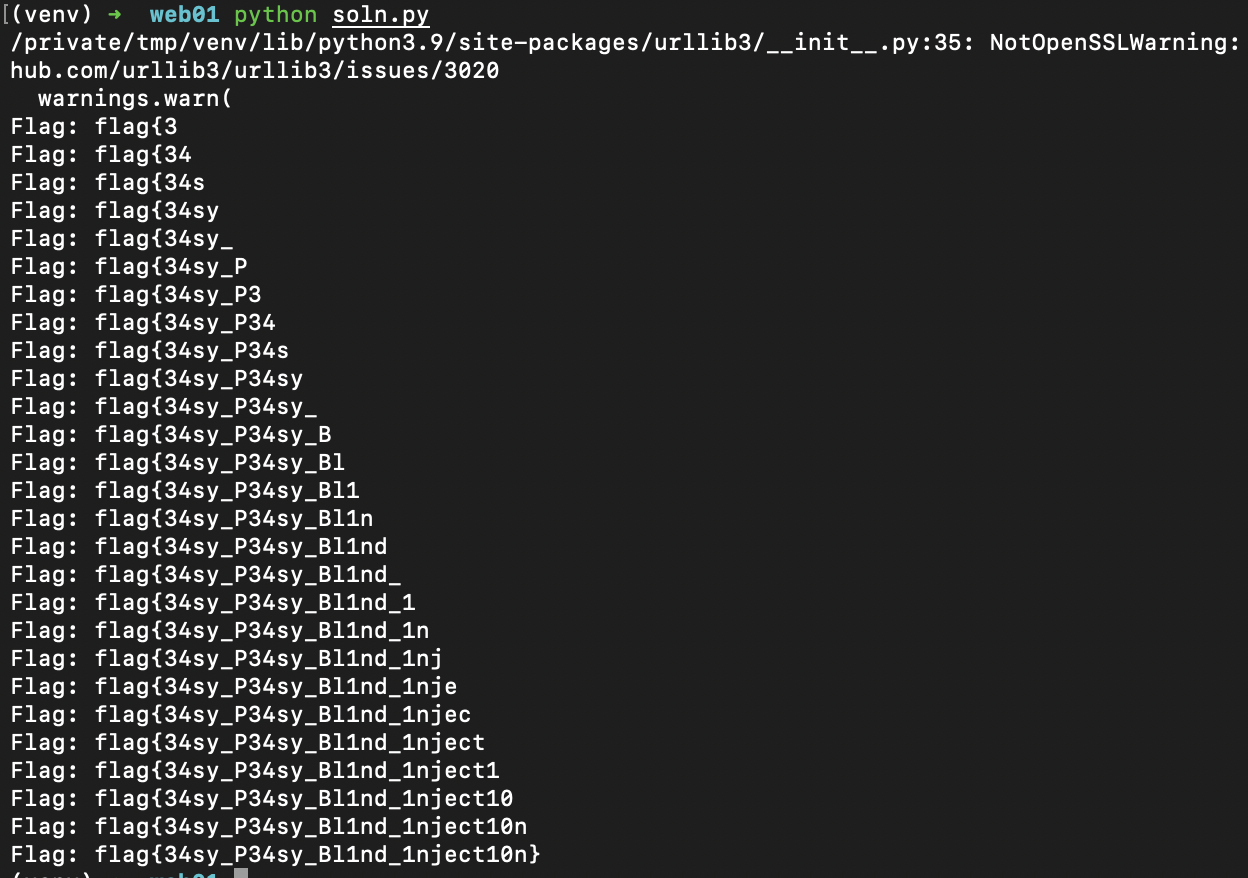 [(venv) → web01 python soln.py
/private/tmp/venv/lib/python3.9/site-packages/urllib3/__init__.py:35: NotOpenSSLWarning:
hub.com/urllib3/urllib3/issues/3020
  warnings.warn(
Flag: flag{3
Flag: flag{34
Flag: flag{34s
Flag: flag{34sy
Flag: flag{34sy_
Flag: flag{34sy_P
Flag: flag{34sy_P3
Flag: flag{34sy_P34
Flag: flag{34sy_P34s
Flag: flag{34sy_P34sy
Flag: flag{34sy_P34sy_
Flag: flag{34sy_P34sy_B
Flag: flag{34sy_P34sy_Bl
Flag: flag{34sy_P34sy_Bl1
Flag: flag{34sy_P34sy_Bl1n
Flag: flag{34sy_P34sy_Bl1nd
Flag: flag{34sy_P34sy_Bl1nd_
Flag: flag{34sy_P34sy_Bl1nd_1
Flag: flag{34sy_P34sy_Bl1nd_1n
Flag: flag{34sy_P34sy_Bl1nd_1nj
Flag: flag{34sy_P34sy_Bl1nd_1nje
Flag: flag{34sy_P34sy_Bl1nd_1njec
Flag: flag{34sy_P34sy_Bl1nd_1nject
Flag: flag{34sy_P34sy_Bl1nd_1nject1
Flag: flag{34sy_P34sy_Bl1nd_1nject10
Flag: flag{34sy_P34sy_Bl1nd_1nject10n
Flag: flag{34sy_P34sy_Bl1nd_1nject10n}